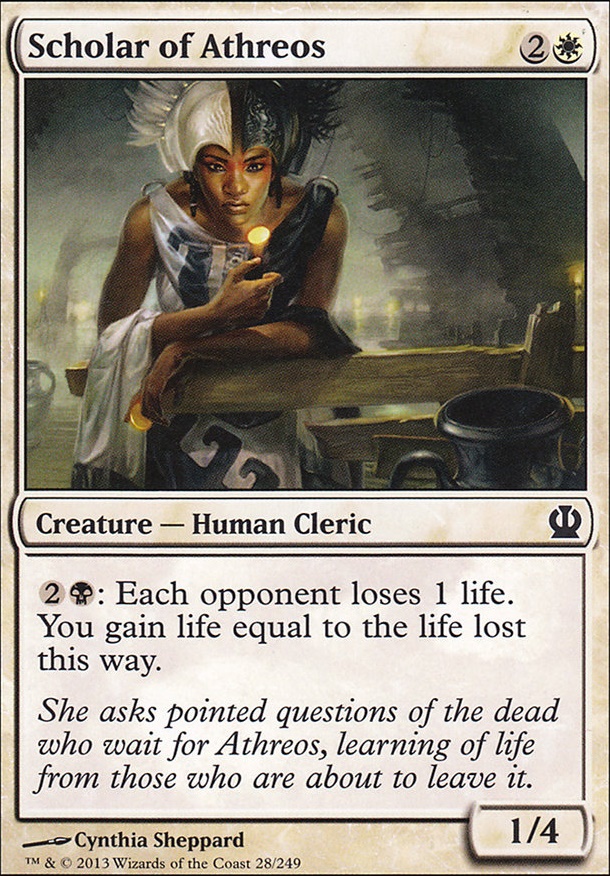 Scholar of Athreos
2
Creature — Human Cleric
2: Each opponent loses 1 life.
You gain life equal to the life lost
this way.
She asks pointed questions of the dead
who wait for Athreos, learning of life
from those who are about to leave it.
1/4
Cynthia Sheppard
™ & © 2013 Wizards of the Coast 28/249